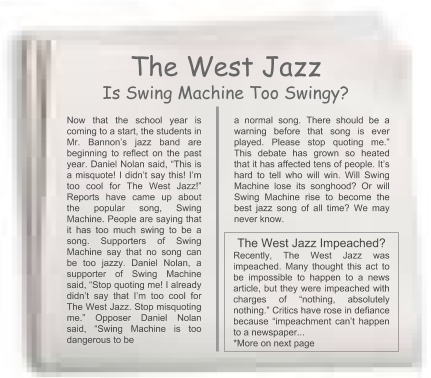 The West Jazz
Is Swing Machine Too Swingy?
Now that the school year is
coming to a start, the students in
Mr. Bannon's jazz band are
beginning to reflect on the past
year. Daniel Nolan said, "This is
a misquote! I didn't say this! I'm
too cool for The West Jazz!"
Reports have come up about
the popular song, Swing
Machine. People are saying that
it has too much swing to be a
song. Supporters of Swing
Machine say that no song can
be too jazzy. Daniel Nolan, a
supporter of Swing Machine
said, "Stop quoting me! I already
didn't say that I'm too cool for
The West Jazz. Stop misquoting
me." Opposer Daniel Nolan
said, "Swing Machine is too
dangerous to be
a normal song. There should be a
warning before that song is ever
played. Please stop quoting me."
This debate has grown so heated
that it has affected tens of people. It's
hard to tell who will win. Will Swing
Machine lose its songhood? Or will
Swing Machine rise to become the
best jazz song of all time? We may
never know.
The West Jazz Impeached?
Recently, The West Jazz was
impeached. Many thought this act to
be impossible to happen to a news
article, but they were impeached with
charges of "nothing, absolutely
nothing." Critics have rose in defiance
because "impeachment can't happen
to a newspaper...
*More on next page